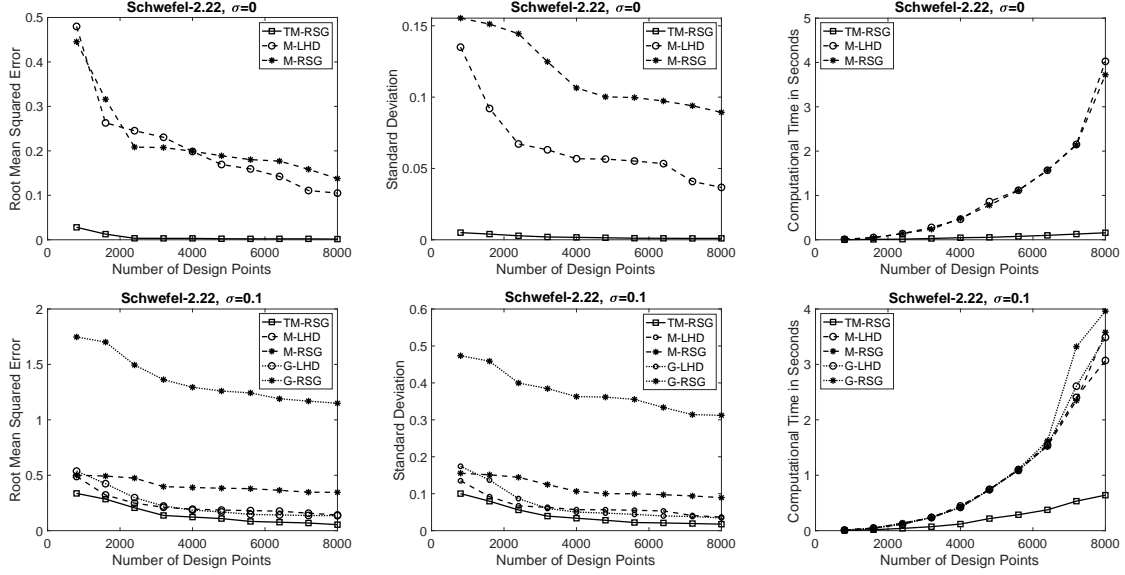 Schwefel-2.22, σ=0
Root Mean Squared Error
0.5
0.4
0.3
0.2
0.1
0
0 2000 4000 6000 8000
Number of Design Points
TM-RSG
M-LHD
M-RSG
Schwefel-2.22, σ=0
Standard Deviation
0.15
0.1
0.05
0
0 2000 4000 6000 8000
Number of Design Points
TM-RSG
M-LHD
M-RSG
Schwefel-2.22, σ=0
Computational Time in Seconds
5
4
3
2
1
0
0 2000 4000 6000 8000
Number of Design Points
TM-RSG
M-LHD
M-RSG
Schwefel-2.22, σ=0.1
Root Mean Squared Error
2
1.5
1
0.5
0
0 2000 4000 6000 8000
Number of Design Points
TM-RSG
M-LHD
M-RSG
G-LHD
G-RSG
Schwefel-2.22, σ=0.1
Standard Deviation
0.6
0.5
0.4
0.3
0.2
0.1
0
0 2000 4000 6000 8000
Number of Design Points
TM-RSG
M-LHD
M-RSG
G-LHD
G-RSG
Schwefel-2.22, σ=0.1
Computational Time in Seconds
4
3
2
1
0
0 2000 4000 6000 8000
Number of Design Points
TM-RSG
M-LHD
M-RSG
G-LHD
G-RSG